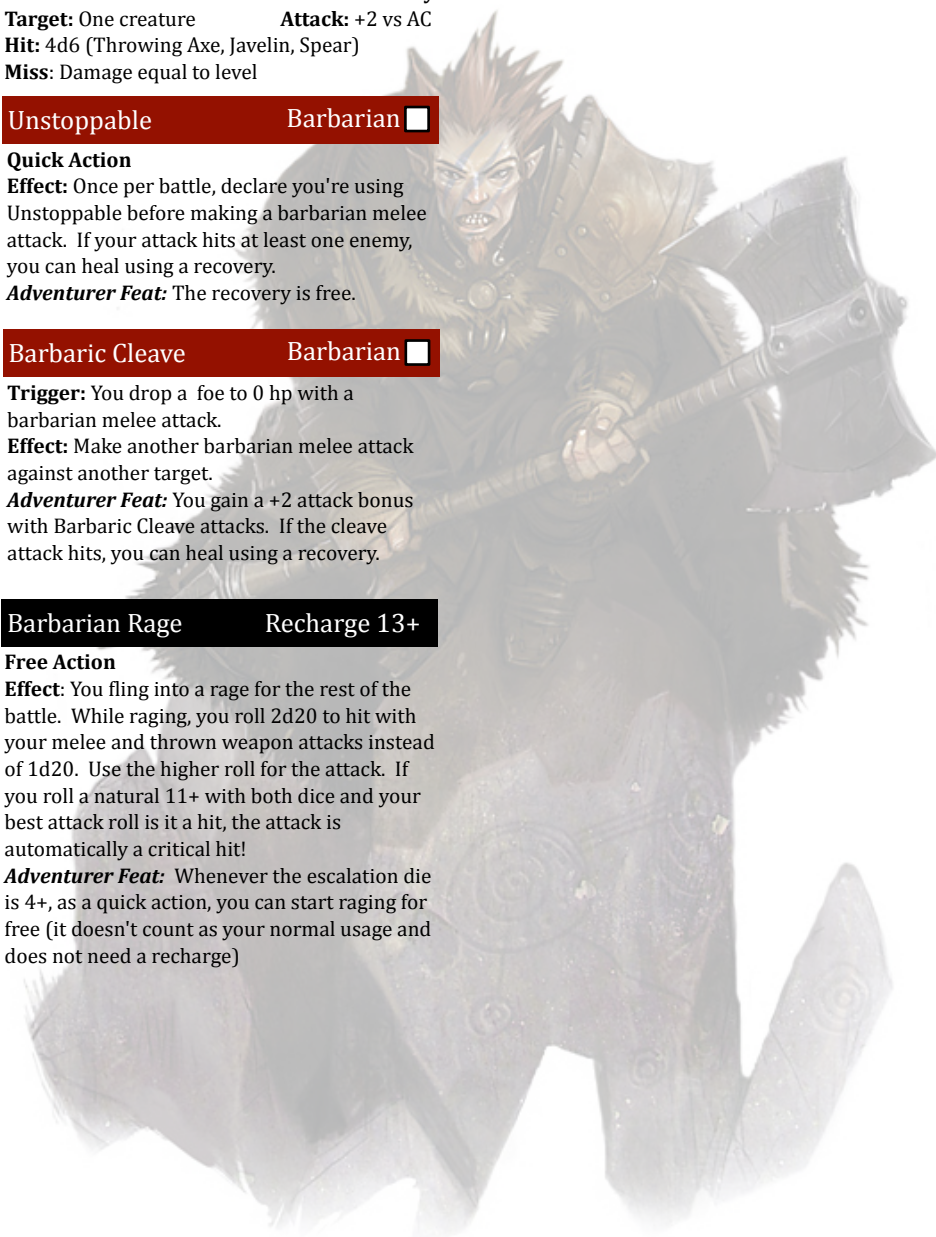 Target: One creature Attack: +2 vs AC
Hit: 4d6 (Throwing Axe, Javelin, Spear)
Miss: Damage equal to level
Unstoppable Barbarian
Quick Action
Effect: Once per battle, declare you're using
Unstoppable before making a barbarian melee
attack. If your attack hits at least one enemy,
you can heal using a recovery.
Adventurer Feat: The recovery is free.
Barbaric Cleave Barbarian
Trigger: You drop a foe to 0 hp with a
barbarian melee attack.
Effect: Make another barbarian melee attack
against another target.
Adventurer Feat: You gain a +2 attack bonus
with Barbaric Cleave attacks. If the cleave
attack hits, you can heal using a recovery.
Barbarian Rage Recharge 13+
Free Action
Effect: You fling into a rage for the rest of the
battle. While raging, you roll 2d20 to hit with
your melee and thrown weapon attacks instead
of 1d20. Use the higher roll for the attack. If
you roll a natural 11+ with both dice and your
best attack roll is it a hit, the attack is
automatically a critical hit!
Adventurer Feat: Whenever the escalation die
is 4+, as a quick action, you can start raging for
free (it doesn't count as your normal usage and
does not need a recharge)